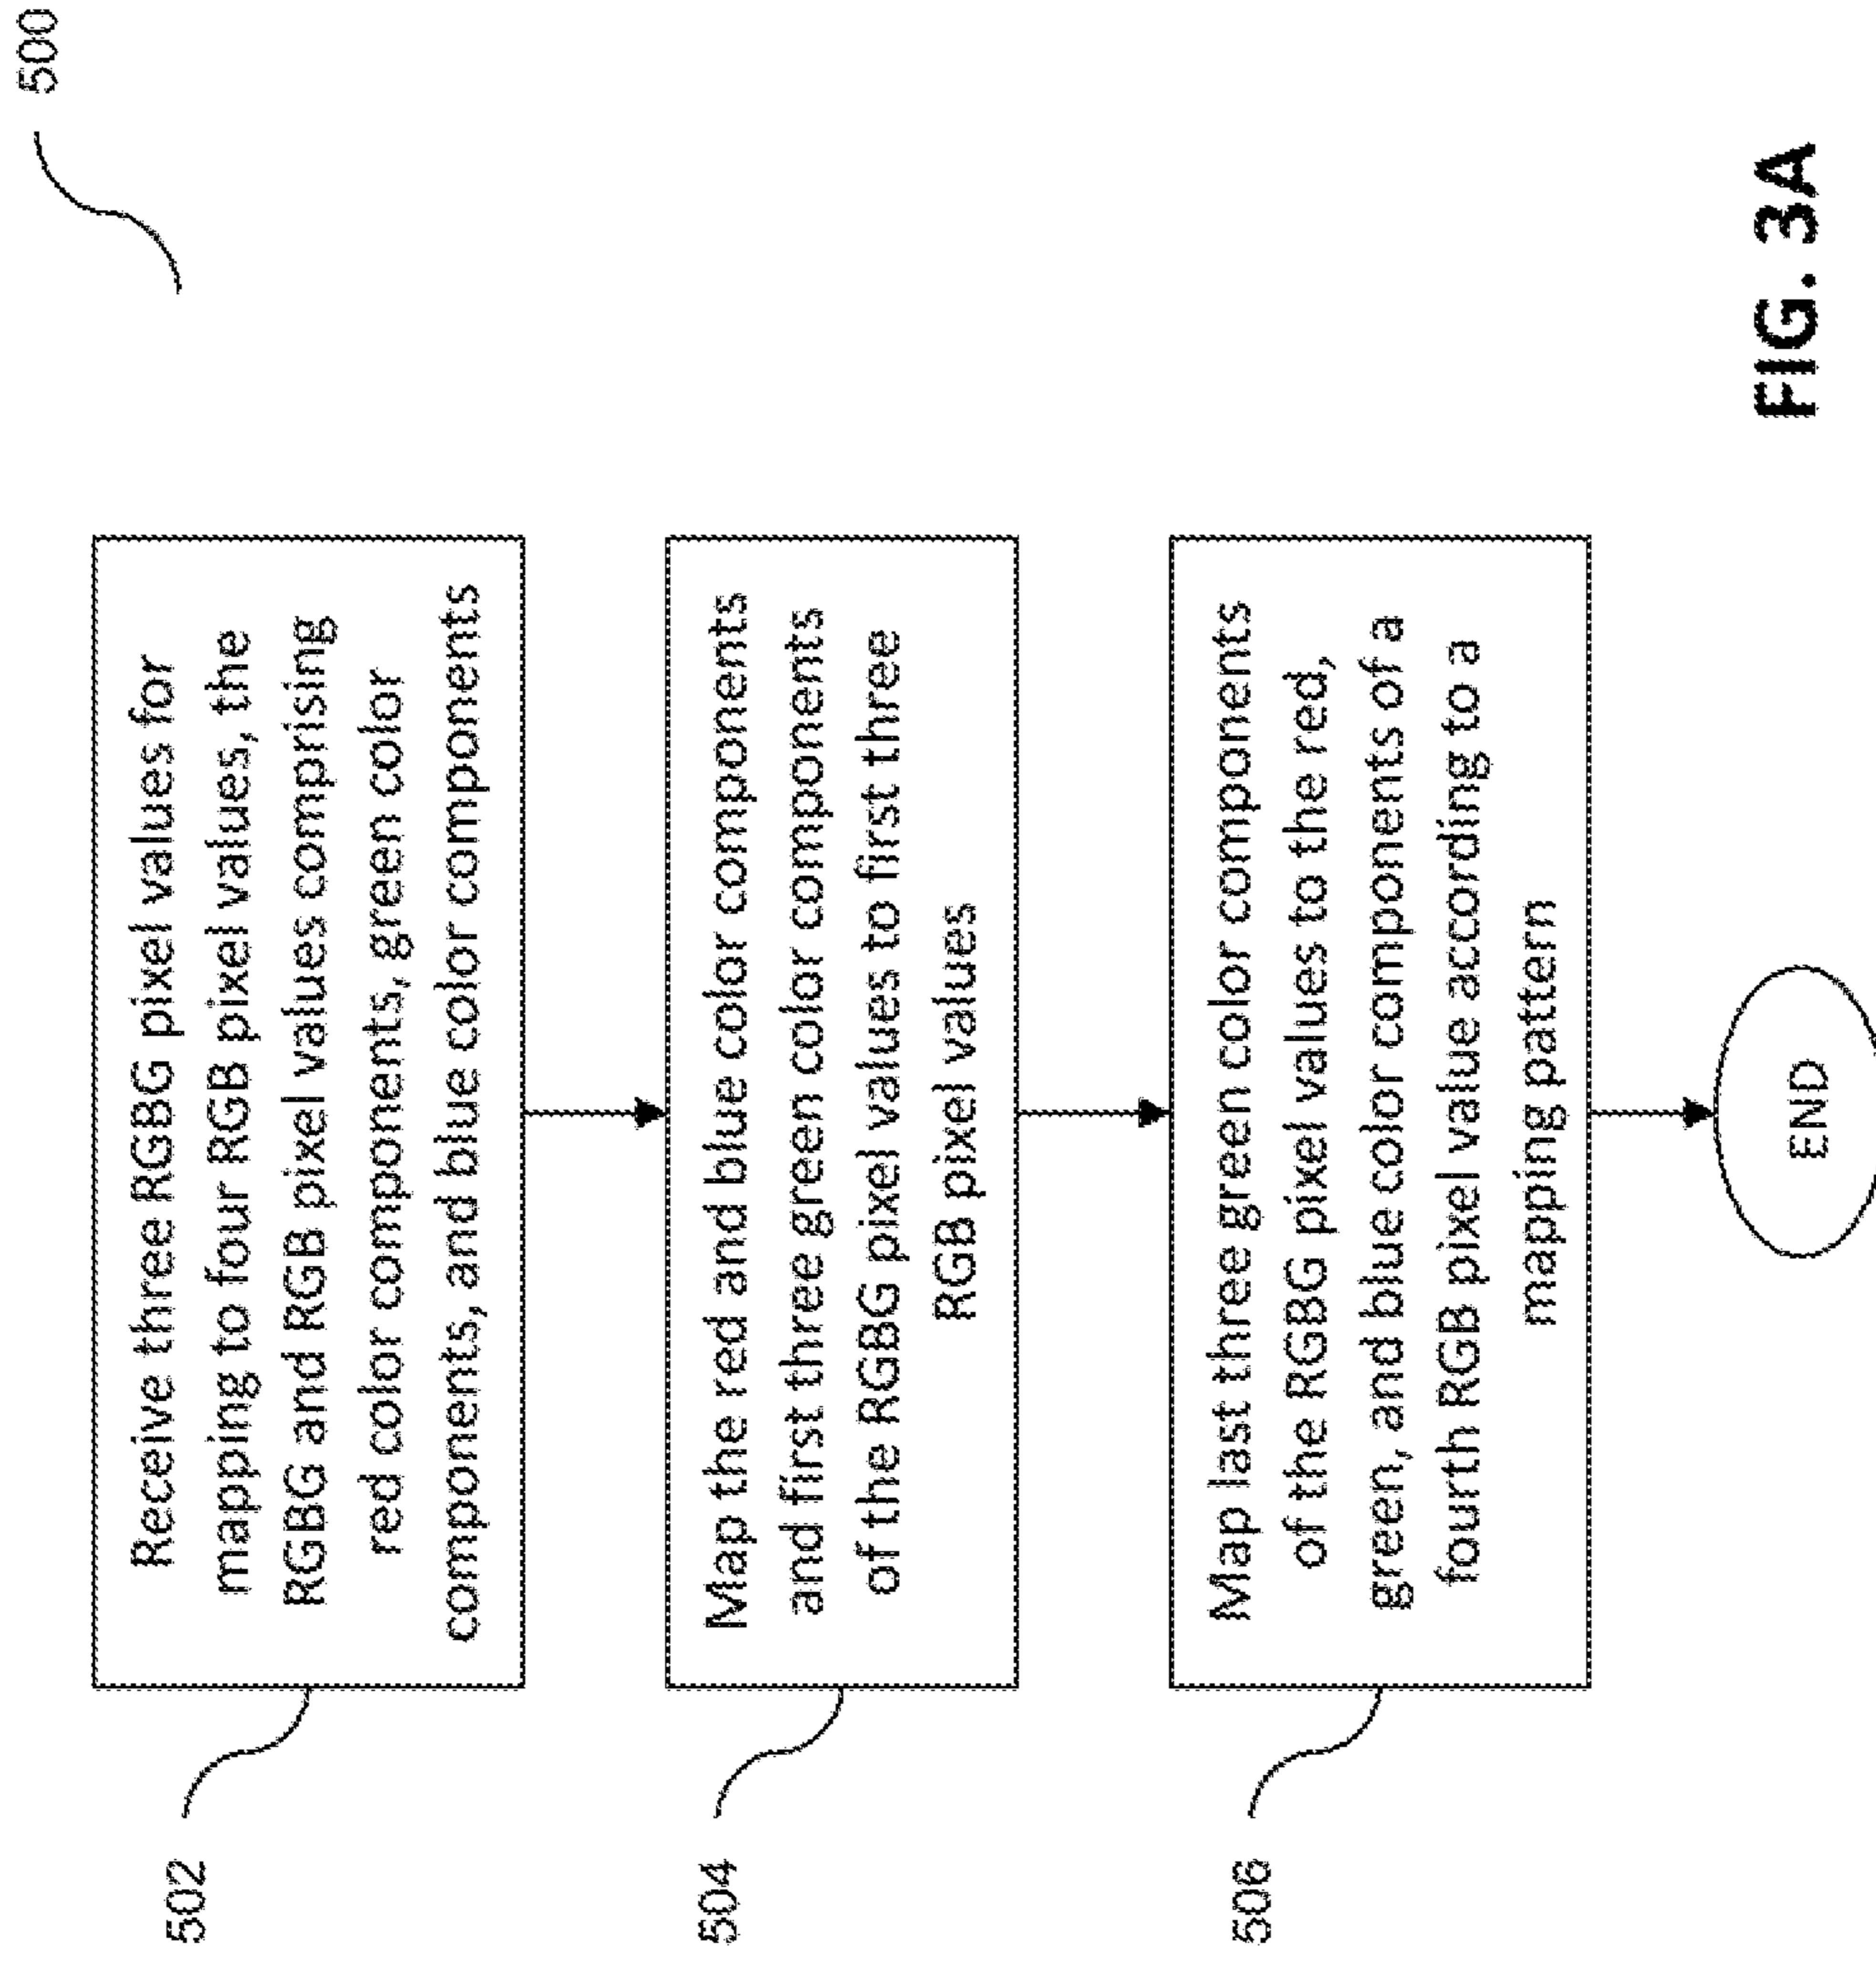 500
502
Receive three RGBG pixel values for
mapping to four RGB pixel values, the
RGBG and RGB pixel values comprising
red color components, green color
components, and blue color components
504
Map the red and blue color components
and first three green color components
of the RGBG pixel values to first three
RGB pixel values
506
Map last three green color components
of the RGBG pixel values to the red,
green, and blue color components of a
fourth RGB pixel value according to a
mapping pattern
END
FIG. 3A